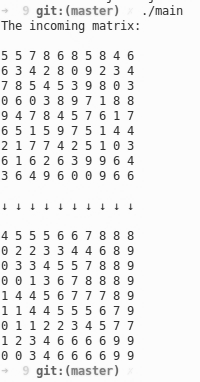 → 9 git:(master) ✗ ./main
The incoming matrix:
5 5 7 8 6 8 5 8 4 6
6 3 4 2 8 0 9 2 3 4
7 8 5 4 5 3 9 8 0 3
0 6 0 3 8 9 7 1 8 8
9 4 7 8 4 5 7 6 1 7
6 5 1 5 9 7 5 1 4 4
2 1 7 7 4 2 5 1 0 3
6 1 6 2 6 3 9 9 6 4
3 6 4 9 6 0 0 9 6 6
↓ ↓ ↓ ↓ ↓ ↓ ↓ ↓ ↓ ↓
4 5 5 5 6 6 7 8 8 8
0 2 2 3 3 4 4 6 8 9
0 3 3 4 5 5 7 8 8 9
0 0 1 3 6 7 8 8 8 9
1 4 4 5 6 7 7 7 8 9
1 1 4 4 5 5 5 6 7 9
0 1 1 2 2 3 4 5 7 7
1 2 3 4 6 6 6 6 9 9
0 0 3 4 6 6 6 6 9 9
→ 9 git:(master) ✗